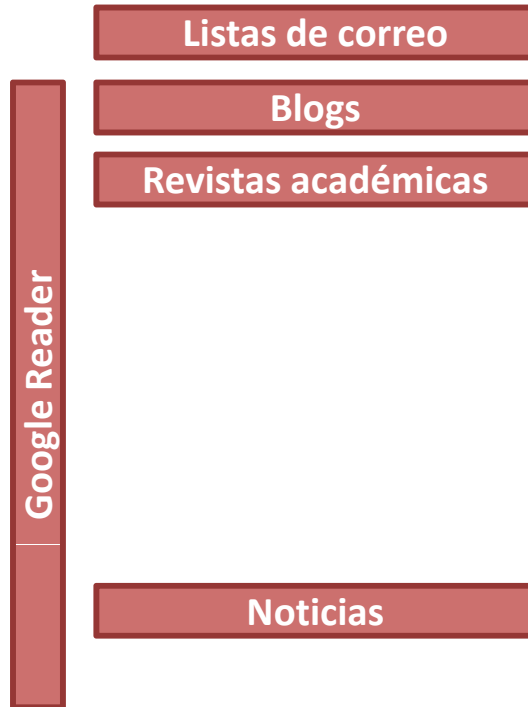 Listas de correo
Blogs
Revistas académicas
Google Reader
Noticias